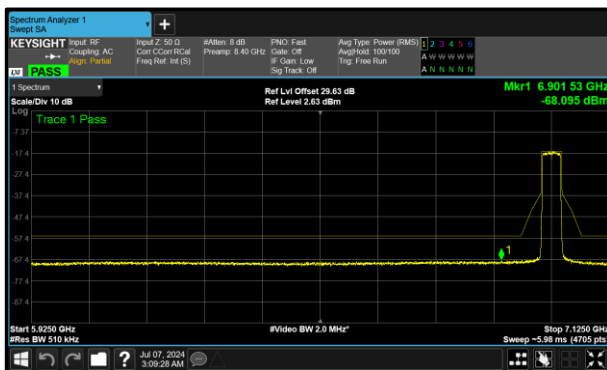 Spectrum Analyzer 1
Swept SA
+
KEYSIGHT Input: RF Input Z: 50 Ω #Atten: 8 dB PNO: Fast Avg Type: Power (RMS) 1 2 3 4 5 6
Coupling: AC Corr CCorr RCal Preamp: 8.40 GHz Gate: Off Avg|Hold: 100/100 A W W W W W
Align: Partial Freq Ref: Int (S) IF Gain: Low Trig: Free Run A N N N N N
Sig Track: Off
LXI PASS
1 Spectrum Ref Lvl Offset 29.63 dB Mkr1 6.901 53 GHz
Scale/Div 10 dB Ref Level 2.63 dBm -68.095 dBm
Log
Trace 1 Pass
-7.37
-17.4
-27.4
-37.4
-47.4
-57.4
1
-67.4
-77.4
-87.4
Start 5.9250 GHz #Video BW 2.0 MHz* Stop 7.1250 GHz
#Res BW 510 kHz Sweep ~5.98 ms (4705 pts)
? Jul 07, 2024
3:09:28 AM